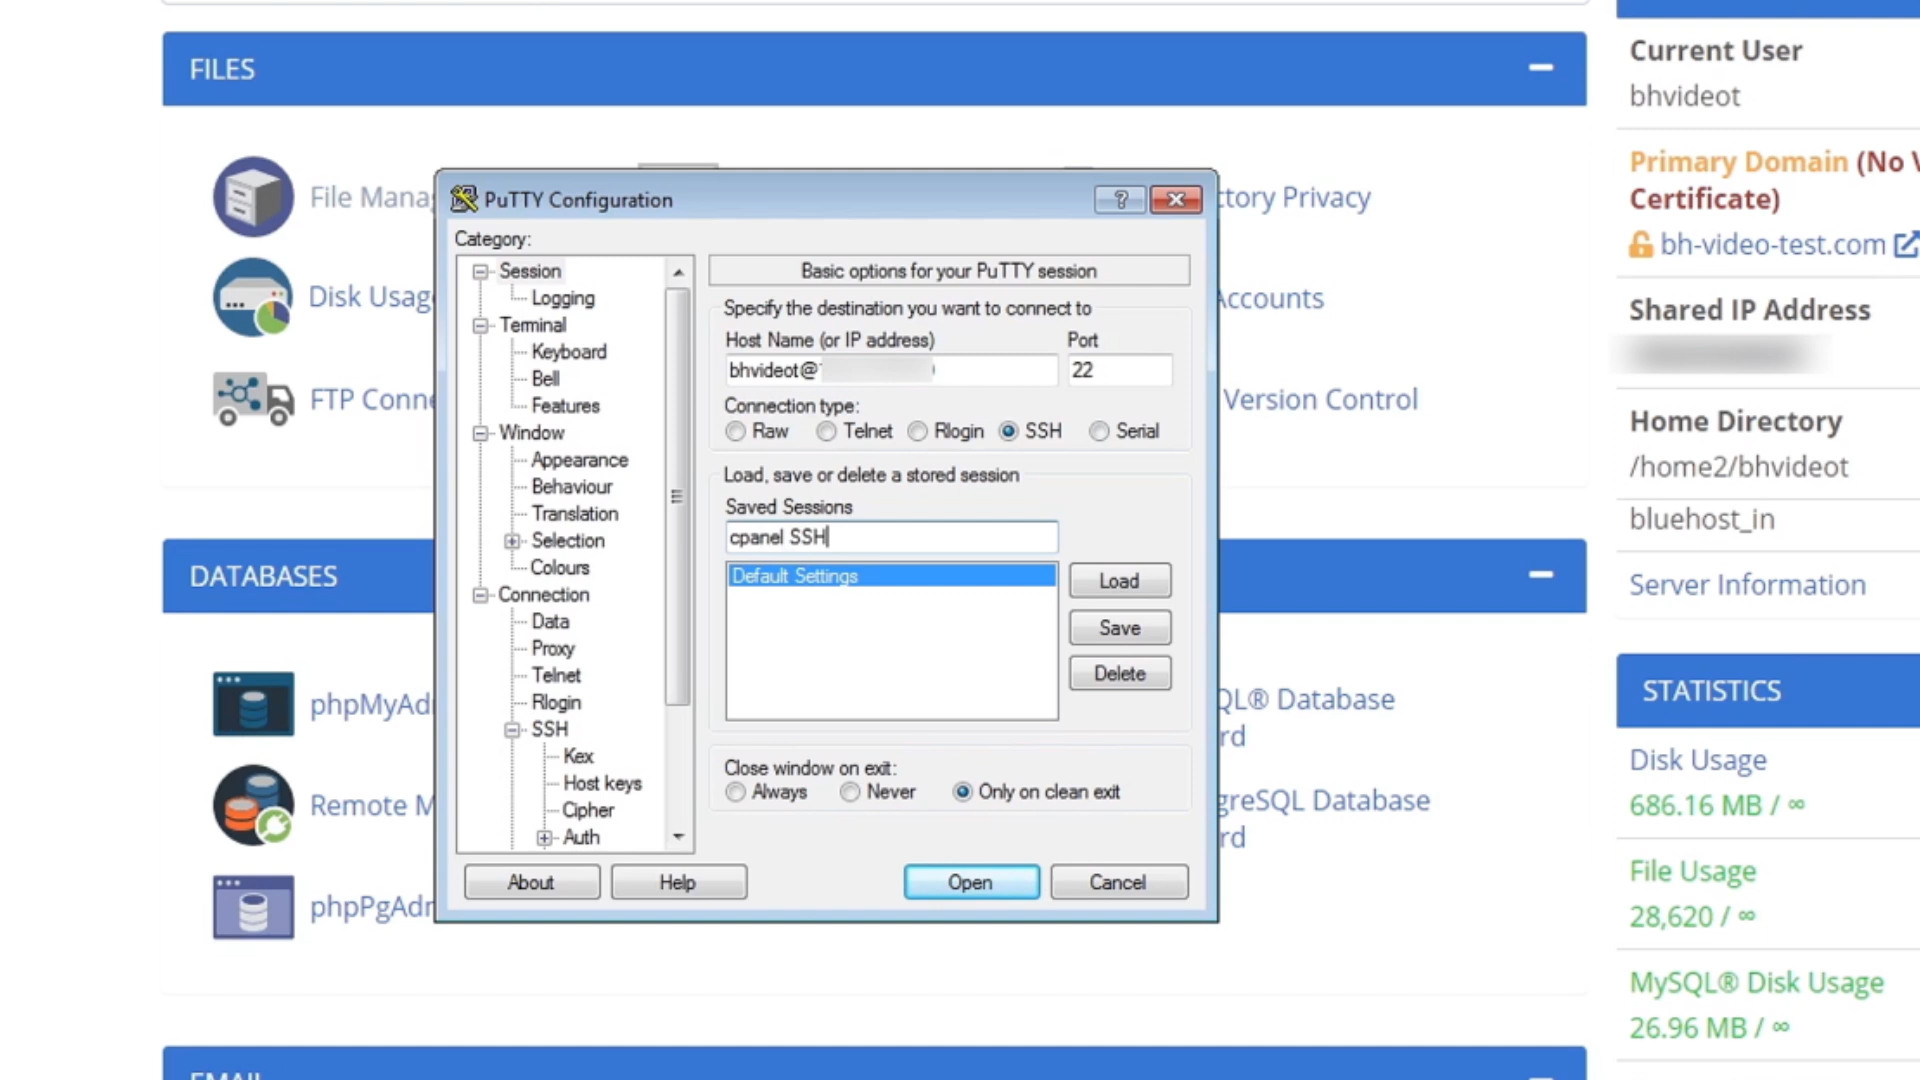 FILES
File Mana
ctory Privacy
Disk Usag
Accounts
FTP Conne
Version Control
DATABASES
phpMyAd
QL® Database
rd
Remote M
greSQL Database
rd
phpPgAdr
PuTTY Configuration
?
Category:
Session
Logging
Terminal
Keyboard
Bell
Features
Window
Appearance
Behaviour
Translation
Selection
Colours
Connection
Data
Proxy
Telnet
Rlogin
SSH
Kex
Host keys
Cipher
Auth
Basic options for your PuTTY session
Specify the destination you want to connect to
Host Name (or IP address) Port
bhvideot@ 22
Connection type:
Raw Telnet Rlogin SSH Serial
Load, save or delete a stored session
Saved Sessions
cpanel SSH
Default Settings
Load
Save
Delete
Close window on exit:
Always Never Only on clean exit
About Help Open Cancel
Current User
bhvideot
Primary Domain (No V
Certificate)
bh-video-test.com
Shared IP Address
Home Directory
/home2/bhvideot
bluehost_in
Server Information
STATISTICS
Disk Usage
686.16 MB / ∞
File Usage
28,620 / ∞
MySQL® Disk Usage
26.96 MB / ∞
EMAIL